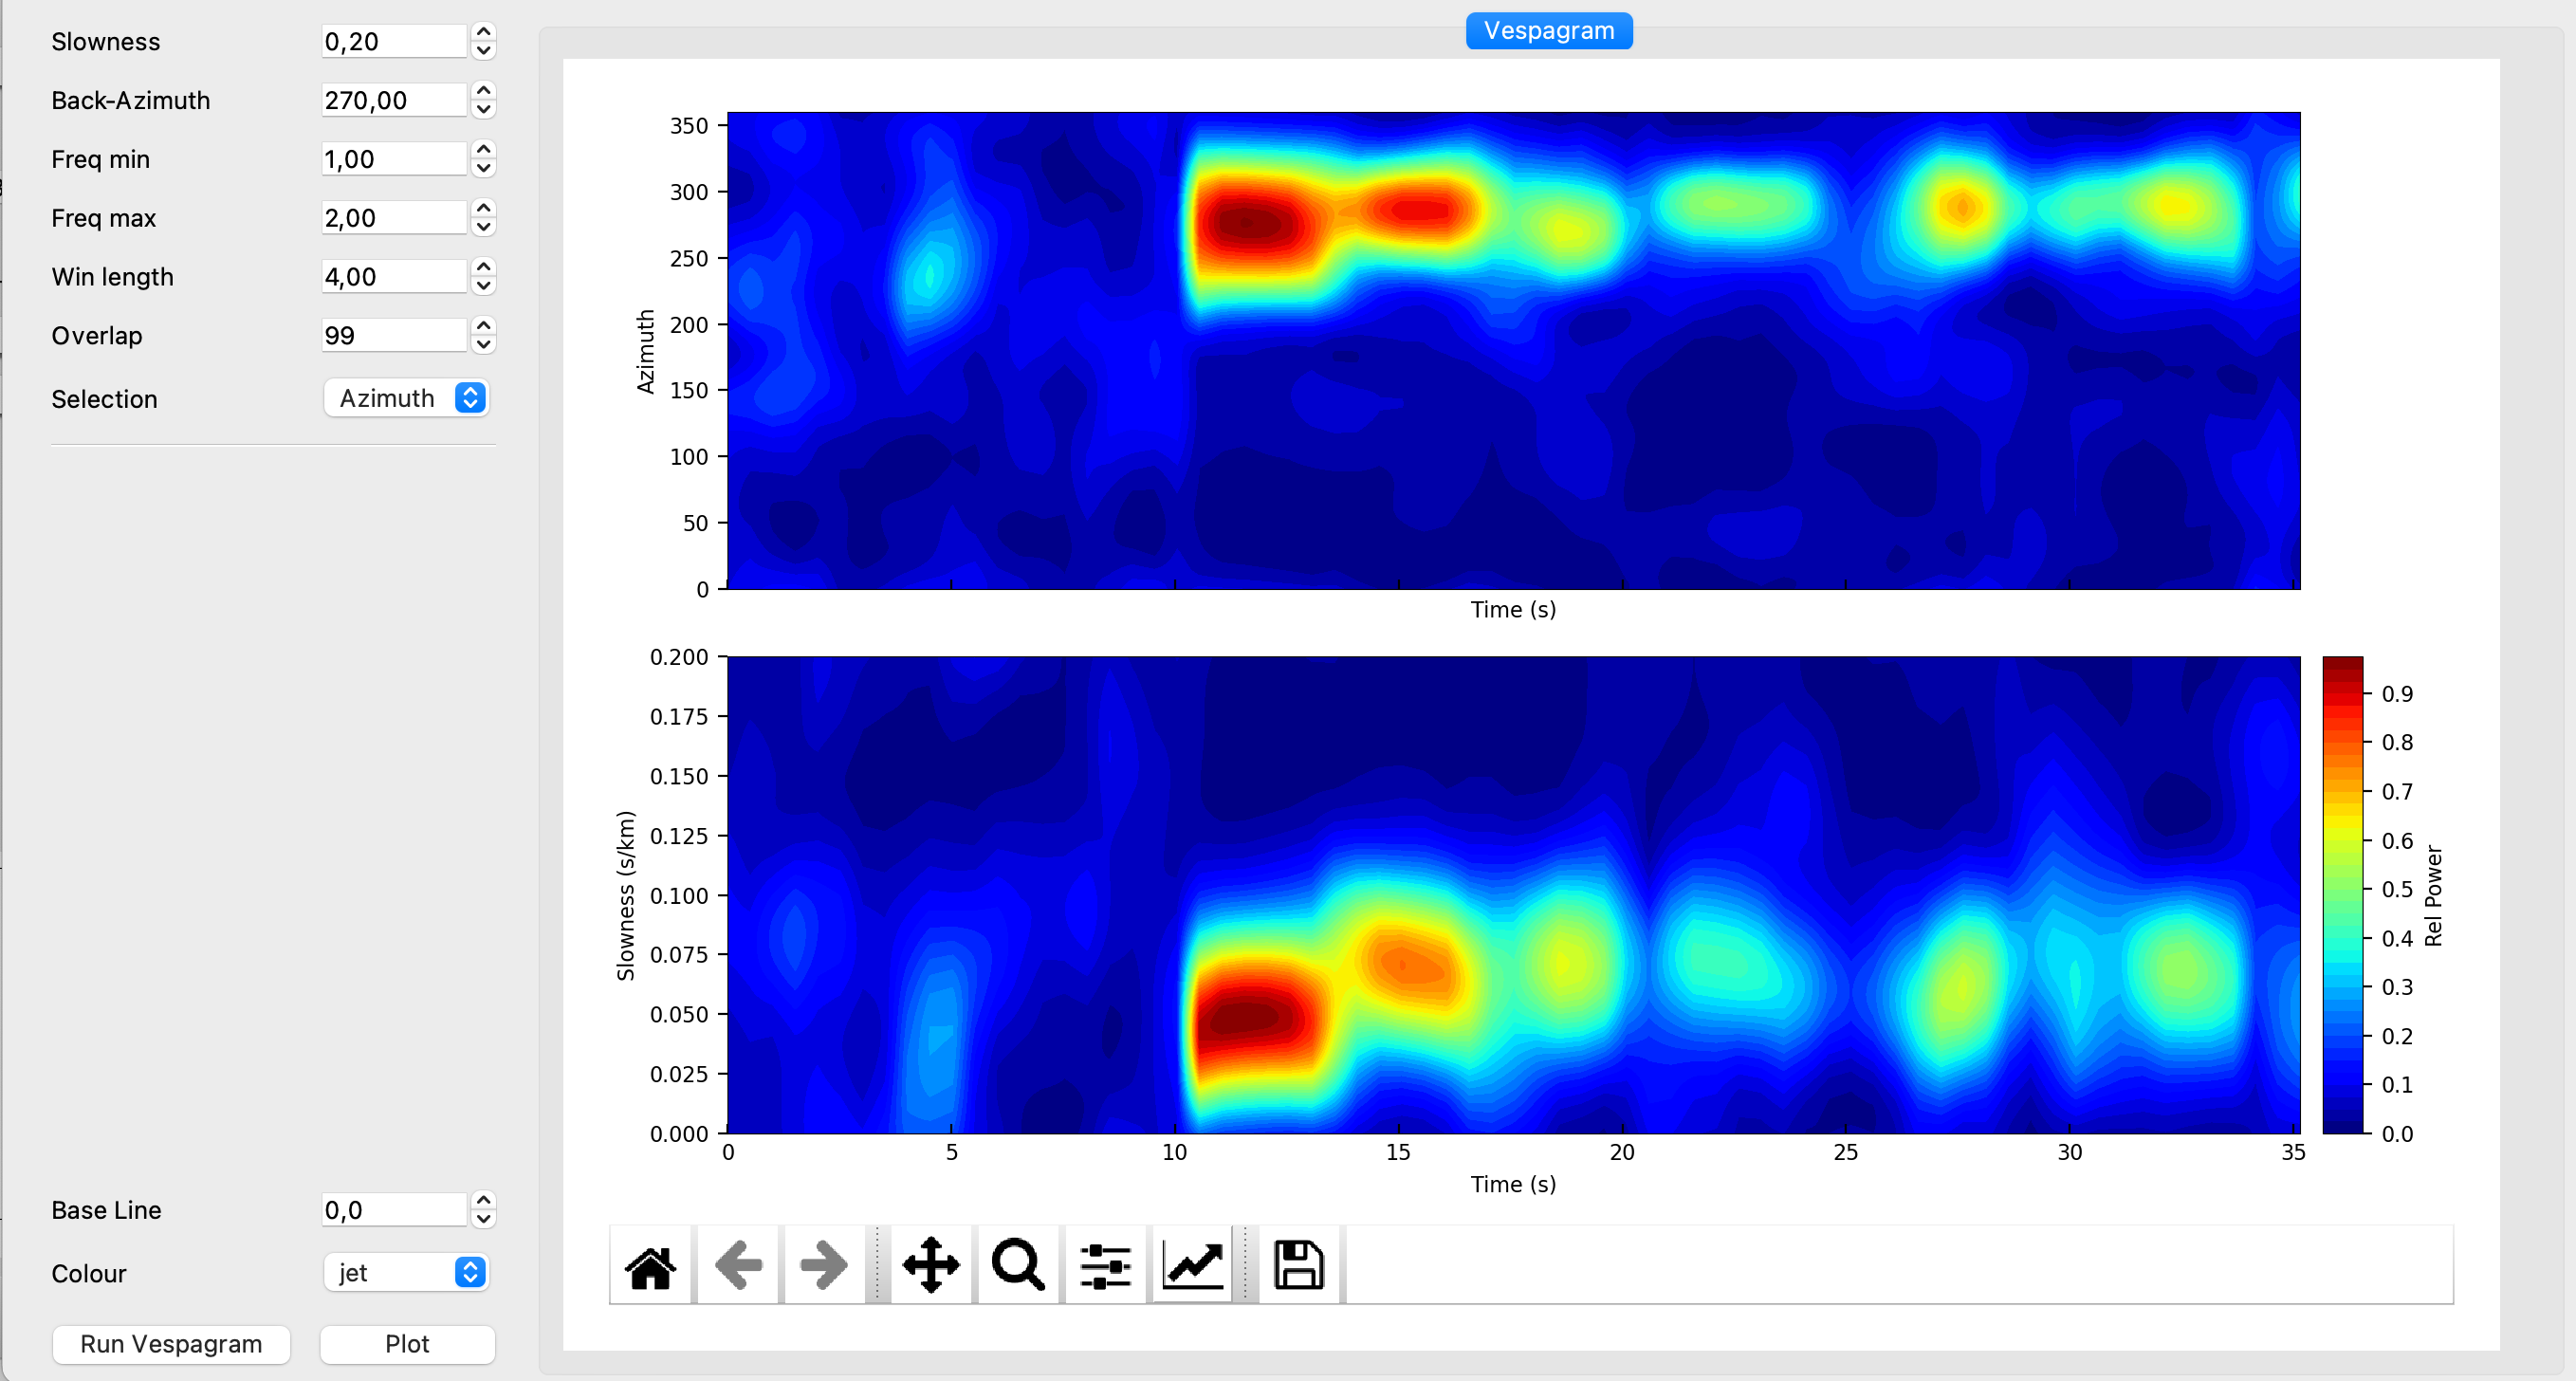 Slowness 0,20
Back-Azimuth 270,00
Freq min 1,00
Freq max 2,00
Win length 4,00
Overlap 99
Selection Azimuth
Base Line 0,0
Colour jet
Run Vespagram Plot
Vespagram
350
300
250
200
150
100
50
0
Azimuth
Time (s)
0.200
0.175
0.150
0.125
0.100
0.075
0.050
0.025
0.000
Slowness (s/km)
0 5 10 15 20 25 30 35
Time (s)
0.9
0.8
0.7
0.6
0.5
0.4
0.3
0.2
0.1
0.0
Rel Power